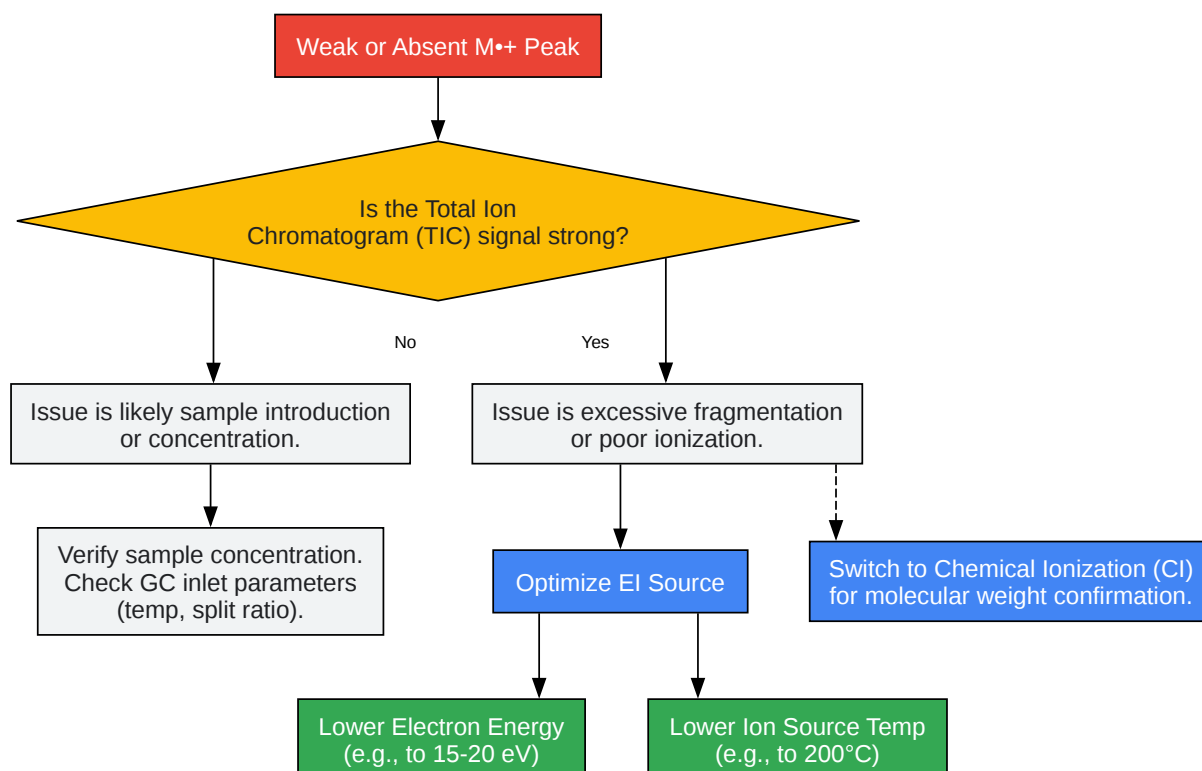 Weak or Absent M•+ Peak
Is the Total Ion
Chromatogram (TIC) signal strong?
No
Yes
Issue is likely sample introduction
or concentration.
Issue is excessive fragmentation
or poor ionization.
Verify sample concentration.
Check GC inlet parameters
(temp, split ratio).
Optimize EI Source
Switch to Chemical Ionization (CI)
for molecular weight confirmation.
Lower Electron Energy
(e.g., to 15-20 eV)
Lower Ion Source Temp
(e.g., to 200°C)